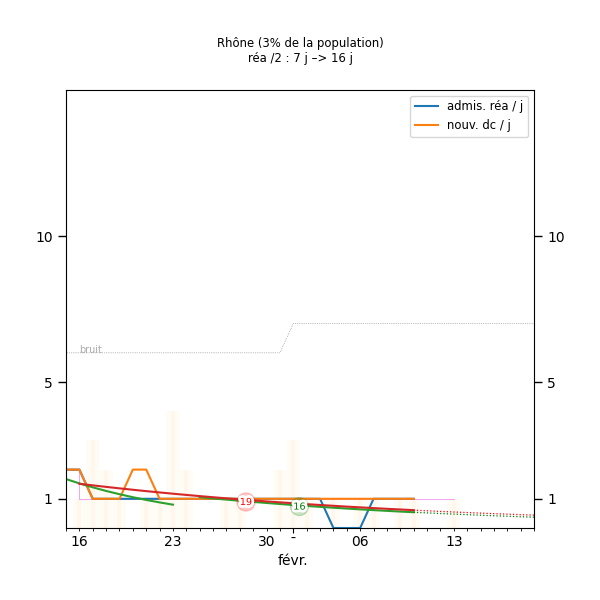 Rhône (3% de la population)
réa /2 : 7 j –> 16 j
admis. réa / j
nouv. dc / j
10 10
bruit
5 5
1 19 16 1
16 23 30 - 06 13
févr.